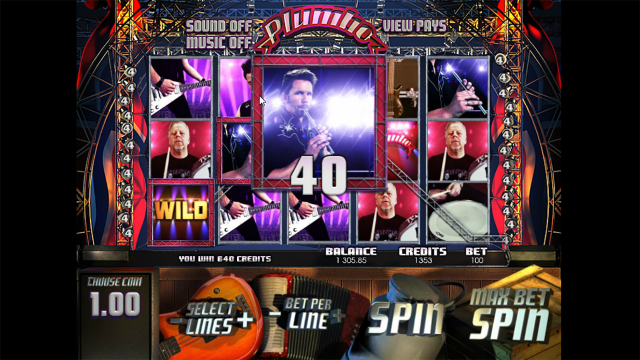 SOUND OFF
MUSIC OFF
Plumbo
VIEW PAYS
40
WILD
YOU WIN 640 CREDITS
BALANCE
1 305.85
CREDITS
1353
BET
100
CHOOSE COIN
1.00
SELECT
- LINES +
BET PER
- LINE +
SPIN
MAX BET
SPIN